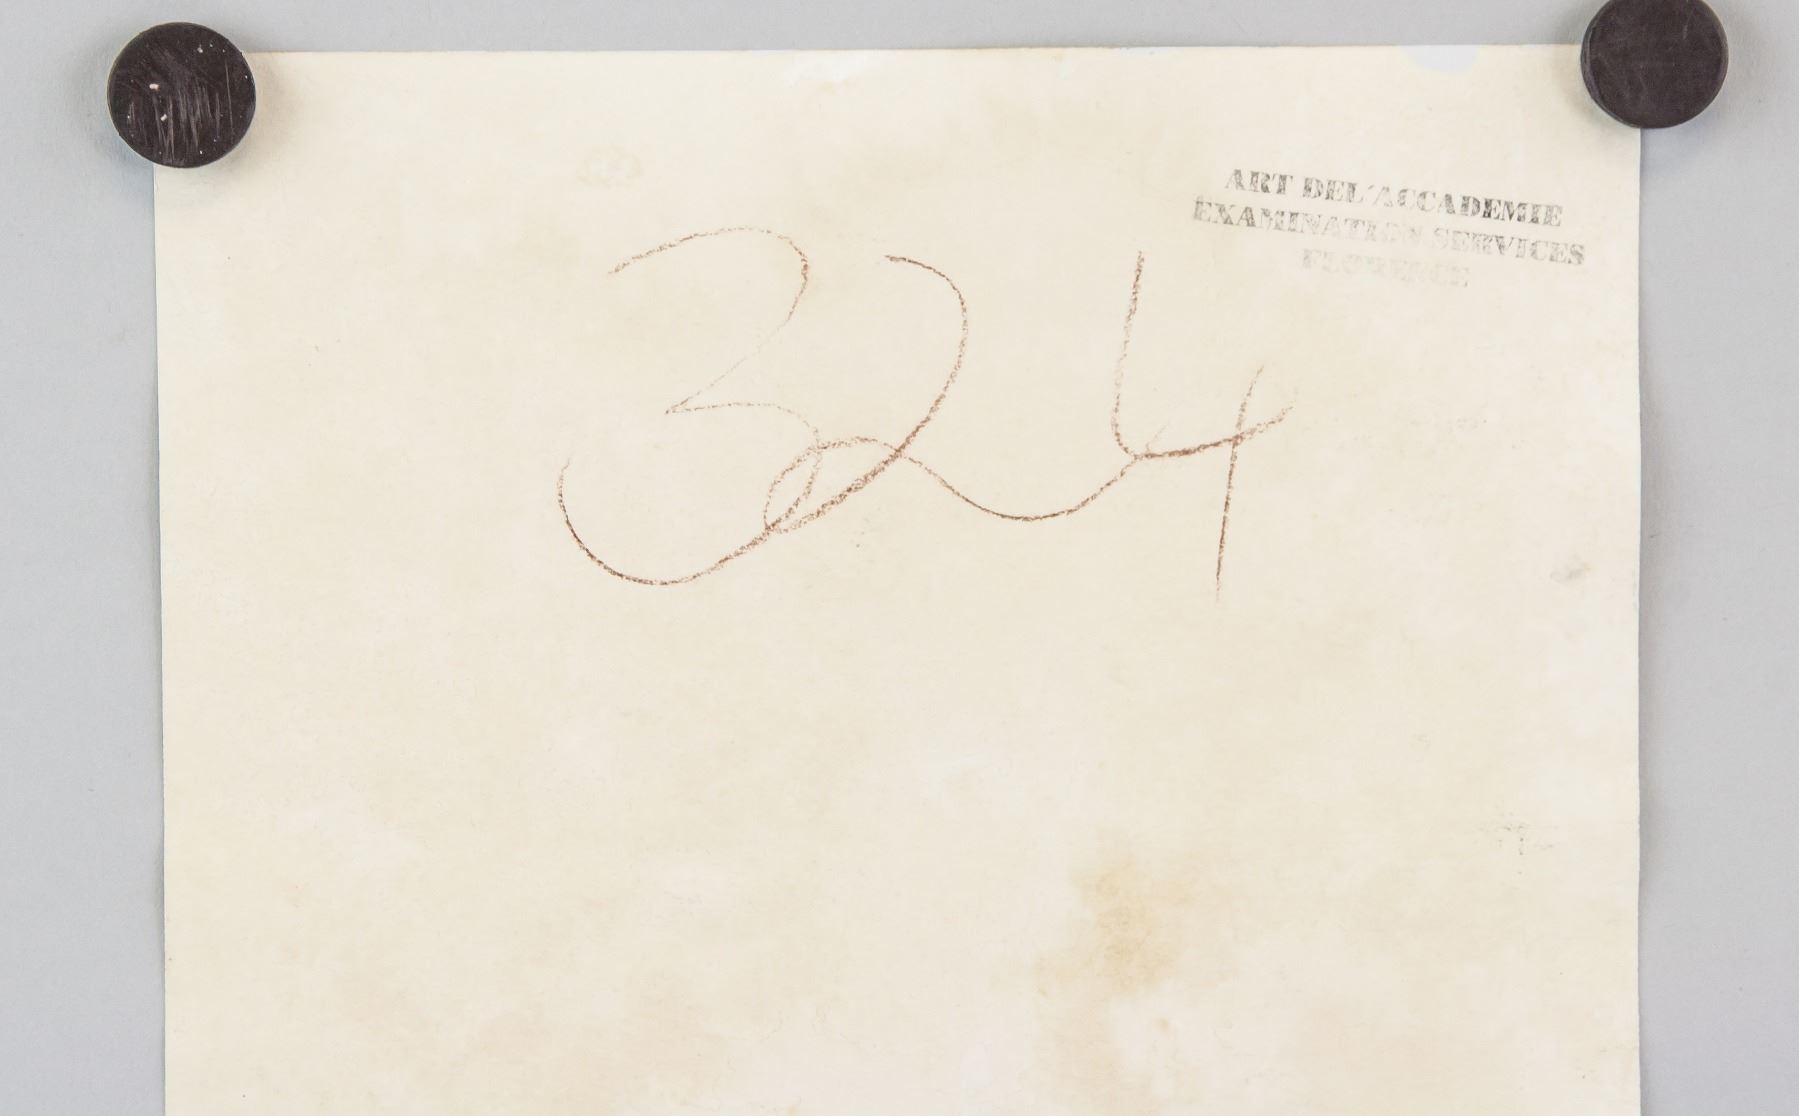 ART DEL'ACCADEMIE
EXAMINATION SERVICES
FLORENCE
324